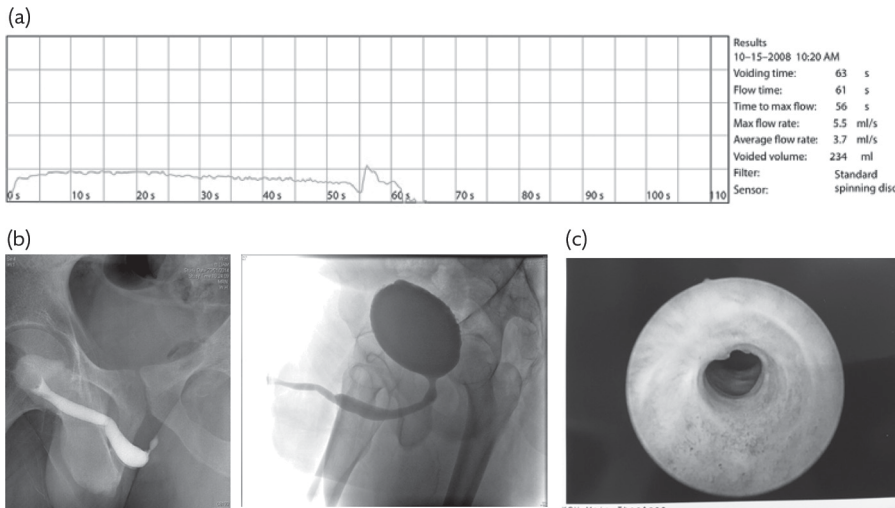 (a)
Results
10–15–2008 10:20 AM
Voiding time: 63 s
Flow time: 61 s
Time to max flow: 56 s
Max flow rate: 5.5 ml/s
Average flow rate: 3.7 ml/s
Voided volume: 234 ml
Filter: Standard
Sensor: spinning disc
0 s 10 s 20 s 30 s 40 s 50 s 60 s 70 s 80 s 90 s 100 s 110
(b)
(c)